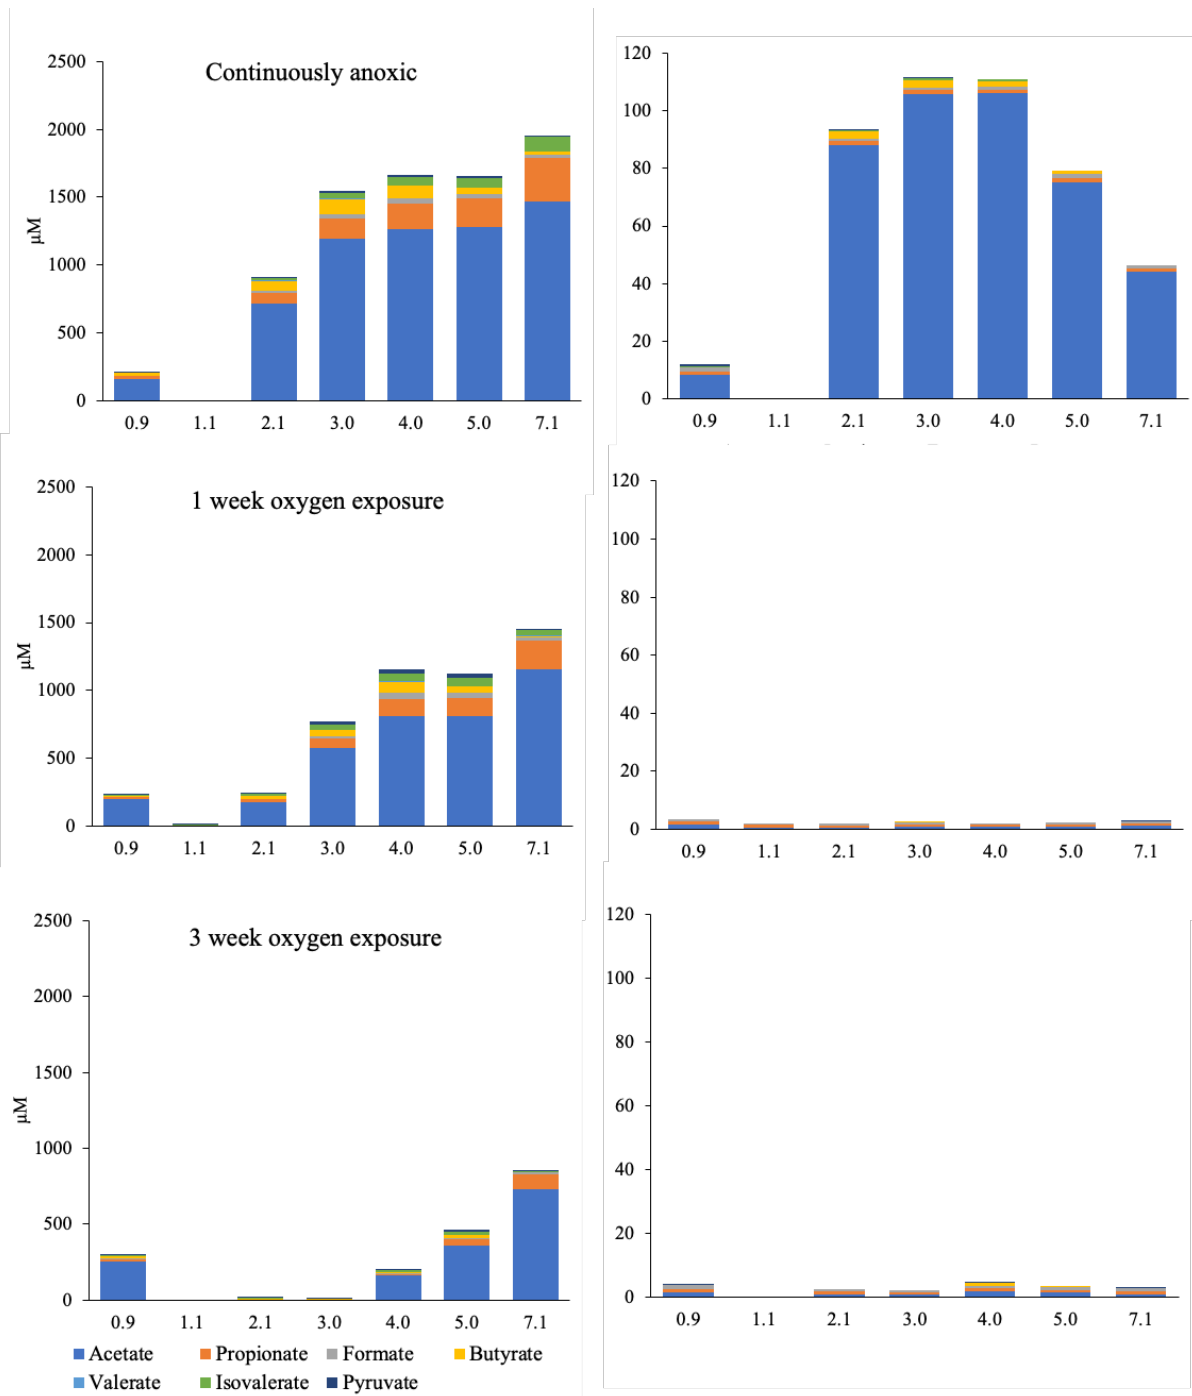 Continuously anoxic
2500
2000
1500
1000
500
0
μM
0.9 1.1 2.1 3.0 4.0 5.0 7.1
120
100
80
60
40
20
0
0.9 1.1 2.1 3.0 4.0 5.0 7.1
1 week oxygen exposure
2500
2000
1500
1000
500
0
μM
0.9 1.1 2.1 3.0 4.0 5.0 7.1
120
100
80
60
40
20
0
0.9 1.1 2.1 3.0 4.0 5.0 7.1
3 week oxygen exposure
2500
2000
1500
1000
500
0
μM
0.9 1.1 2.1 3.0 4.0 5.0 7.1
120
100
80
60
40
20
0
0.9 1.1 2.1 3.0 4.0 5.0 7.1
Acetate Propionate Formate Butyrate
Valerate Isovalerate Pyruvate